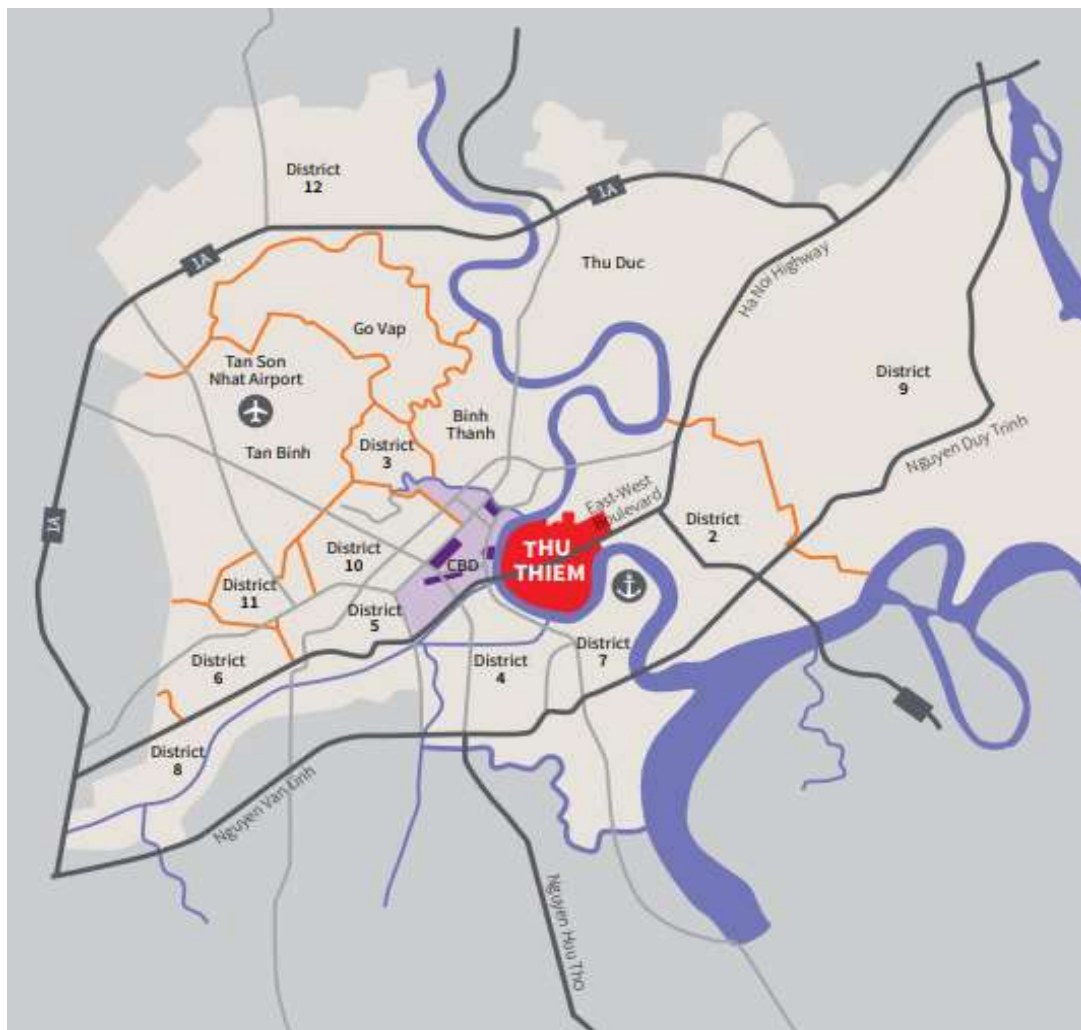 District
12
1A
1A
Thu Duc
Ha Noi Highway
Go Vap
Tan Son
Nhat Airport
District
9
Binh
Thanh
District
3
Tan Binh
Nguyen Duy Trinh
East-West
Boulevard
1A
District
2
THU
THIEM
District
10
CBD
District
11
District
5
District
7
District
6
District
4
District
8
Nguyen Van Linh
Nguyen Huu Tho